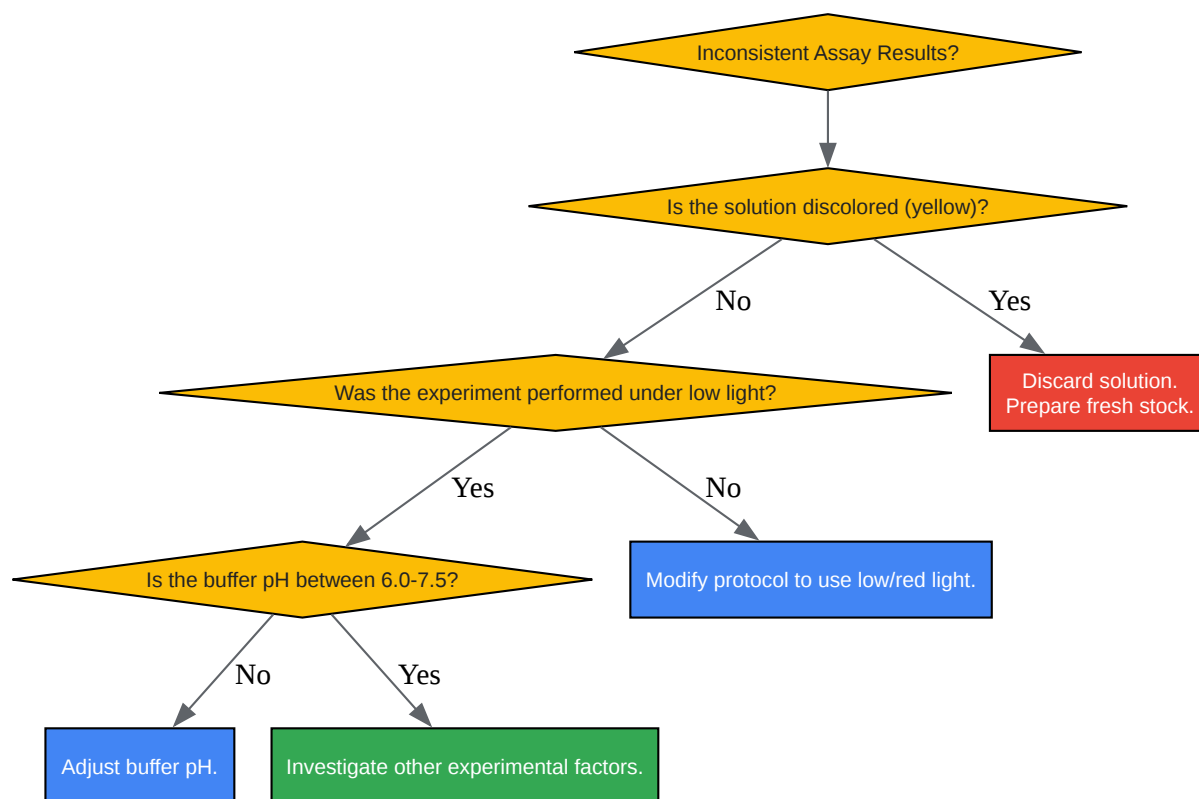 Inconsistent Assay Results?
Is the solution discolored (yellow)?
No
Yes
Was the experiment performed under low light?
Discard solution.
Prepare fresh stock.
Yes
No
Is the buffer pH between 6.0-7.5?
Modify protocol to use low/red light.
No
Yes
Adjust buffer pH.
Investigate other experimental factors.